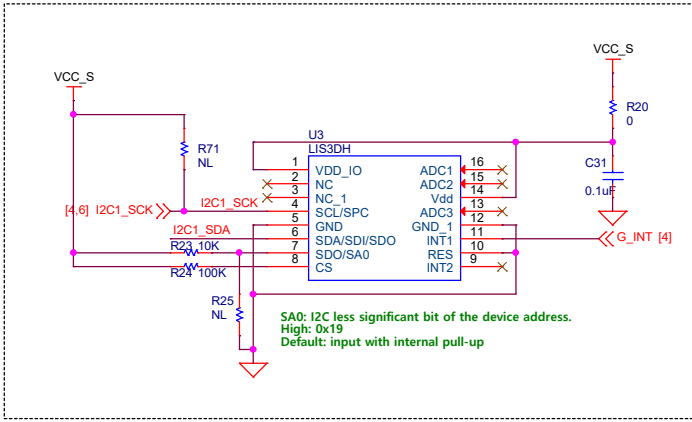 VCC_S
VCC_S
R20
0
R71
NL
U3
LIS3DH
C31
0.1uF
1 VDD_IO ADC1 16
2 NC ADC2 15
3 NC_1 Vdd 14
[4,6] I2C1_SCK I2C1_SCK 4 SCL/SPC ADC3 13
5 GND GND_1 12
I2C1_SDA 6 SDA/SDI/SDO INT1 11 G_INT [4]
R23 10K 7 SDO/SA0 RES 10
R24 100K 8 CS INT2 9
R25
NL
SA0: I2C less significant bit of the device address.
High: 0x19
Default: input with internal pull-up